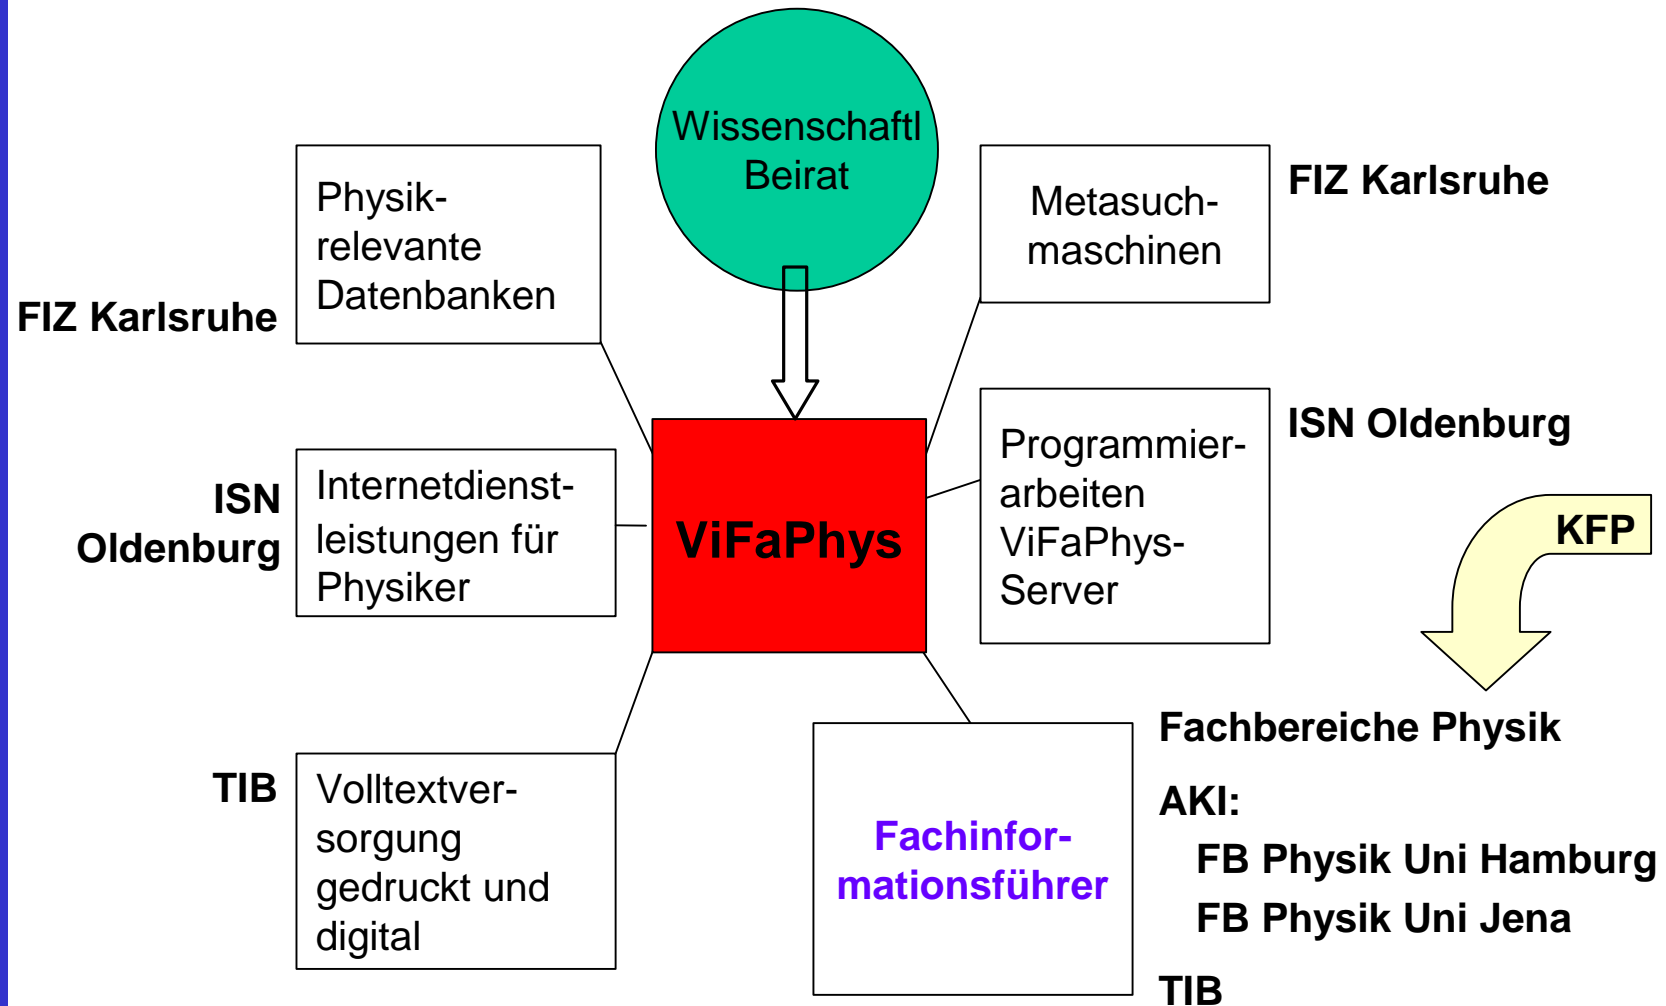 Wissenschaftl
Beirat
Physik-
relevante
Datenbanken
FIZ Karlsruhe
Metasuch-
maschinen
FIZ Karlsruhe
ISN
Oldenburg
Internetdienst-
leistungen für
Physiker
ViFaPhys
Programmier-
arbeiten
ViFaPhys-
Server
ISN Oldenburg
KFP
TIB
Volltextver-
sorgung
gedruckt und
digital
Fachinfor-
mationsführer
Fachbereiche Physik
AKI:
FB Physik Uni Hamburg
FB Physik Uni Jena
TIB